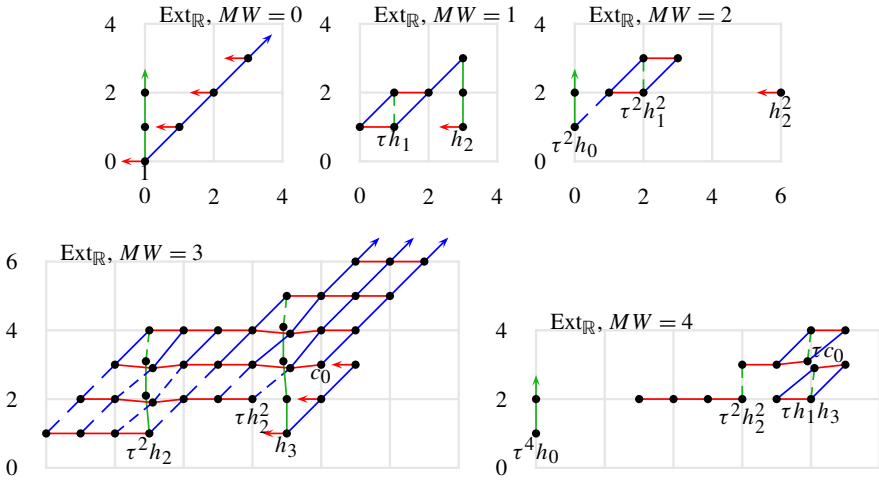 Ext_ℝ, MW = 0
4
2
0
0 2 4
1
Ext_ℝ, MW = 1
4
2
0
0 2 4
τh_1
h_2
Ext_ℝ, MW = 2
4
2
0
0 2 4 6
τ^2h_0
τ^2h_1^2
h_2^2
Ext_ℝ, MW = 3
6
4
2
0
c_0
τh_2^2
τ^2h_2
h_3
Ext_ℝ, MW = 4
6
4
2
0
τc_0
τ^2h_2^2
τh_1h_3
τ^4h_0